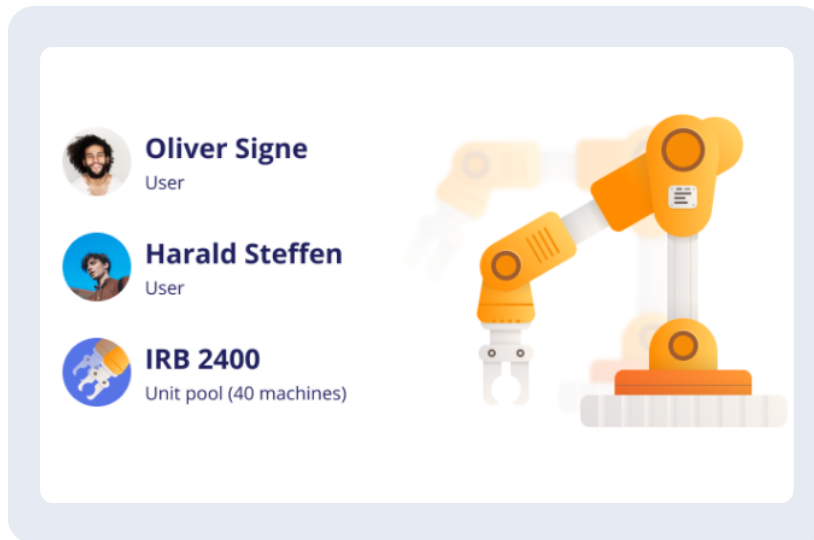 Oliver Signe
User
Harald Steffen
User
IRB 2400
Unit pool (40 machines)